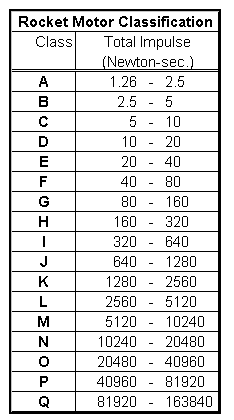 Rocket Motor Classification
Class Total Impulse
(Newton-sec.)
A 1.26 - 2.5
B 2.5 - 5
C 5 - 10
D 10 - 20
E 20 - 40
F 40 - 80
G 80 - 160
H 160 - 320
I 320 - 640
J 640 - 1280
K 1280 - 2560
L 2560 - 5120
M 5120 - 10240
N 10240 - 20480
O 20480 - 40960
P 40960 - 81920
Q 81920 - 163840